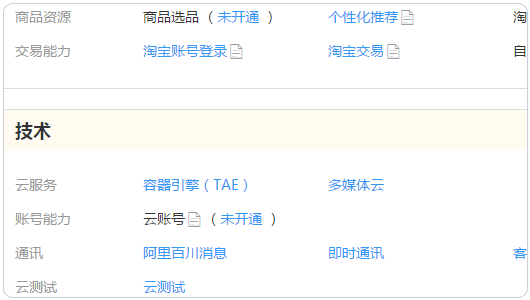 商品资源 商品选品（未开通） 个性化推荐 淘
交易能力 淘宝账号登录 淘宝交易 自
技术
云服务 容器引擎（TAE） 多媒体云
账号能力 云账号（未开通）
通讯 阿里百川消息 即时通讯 客
云测试 云测试